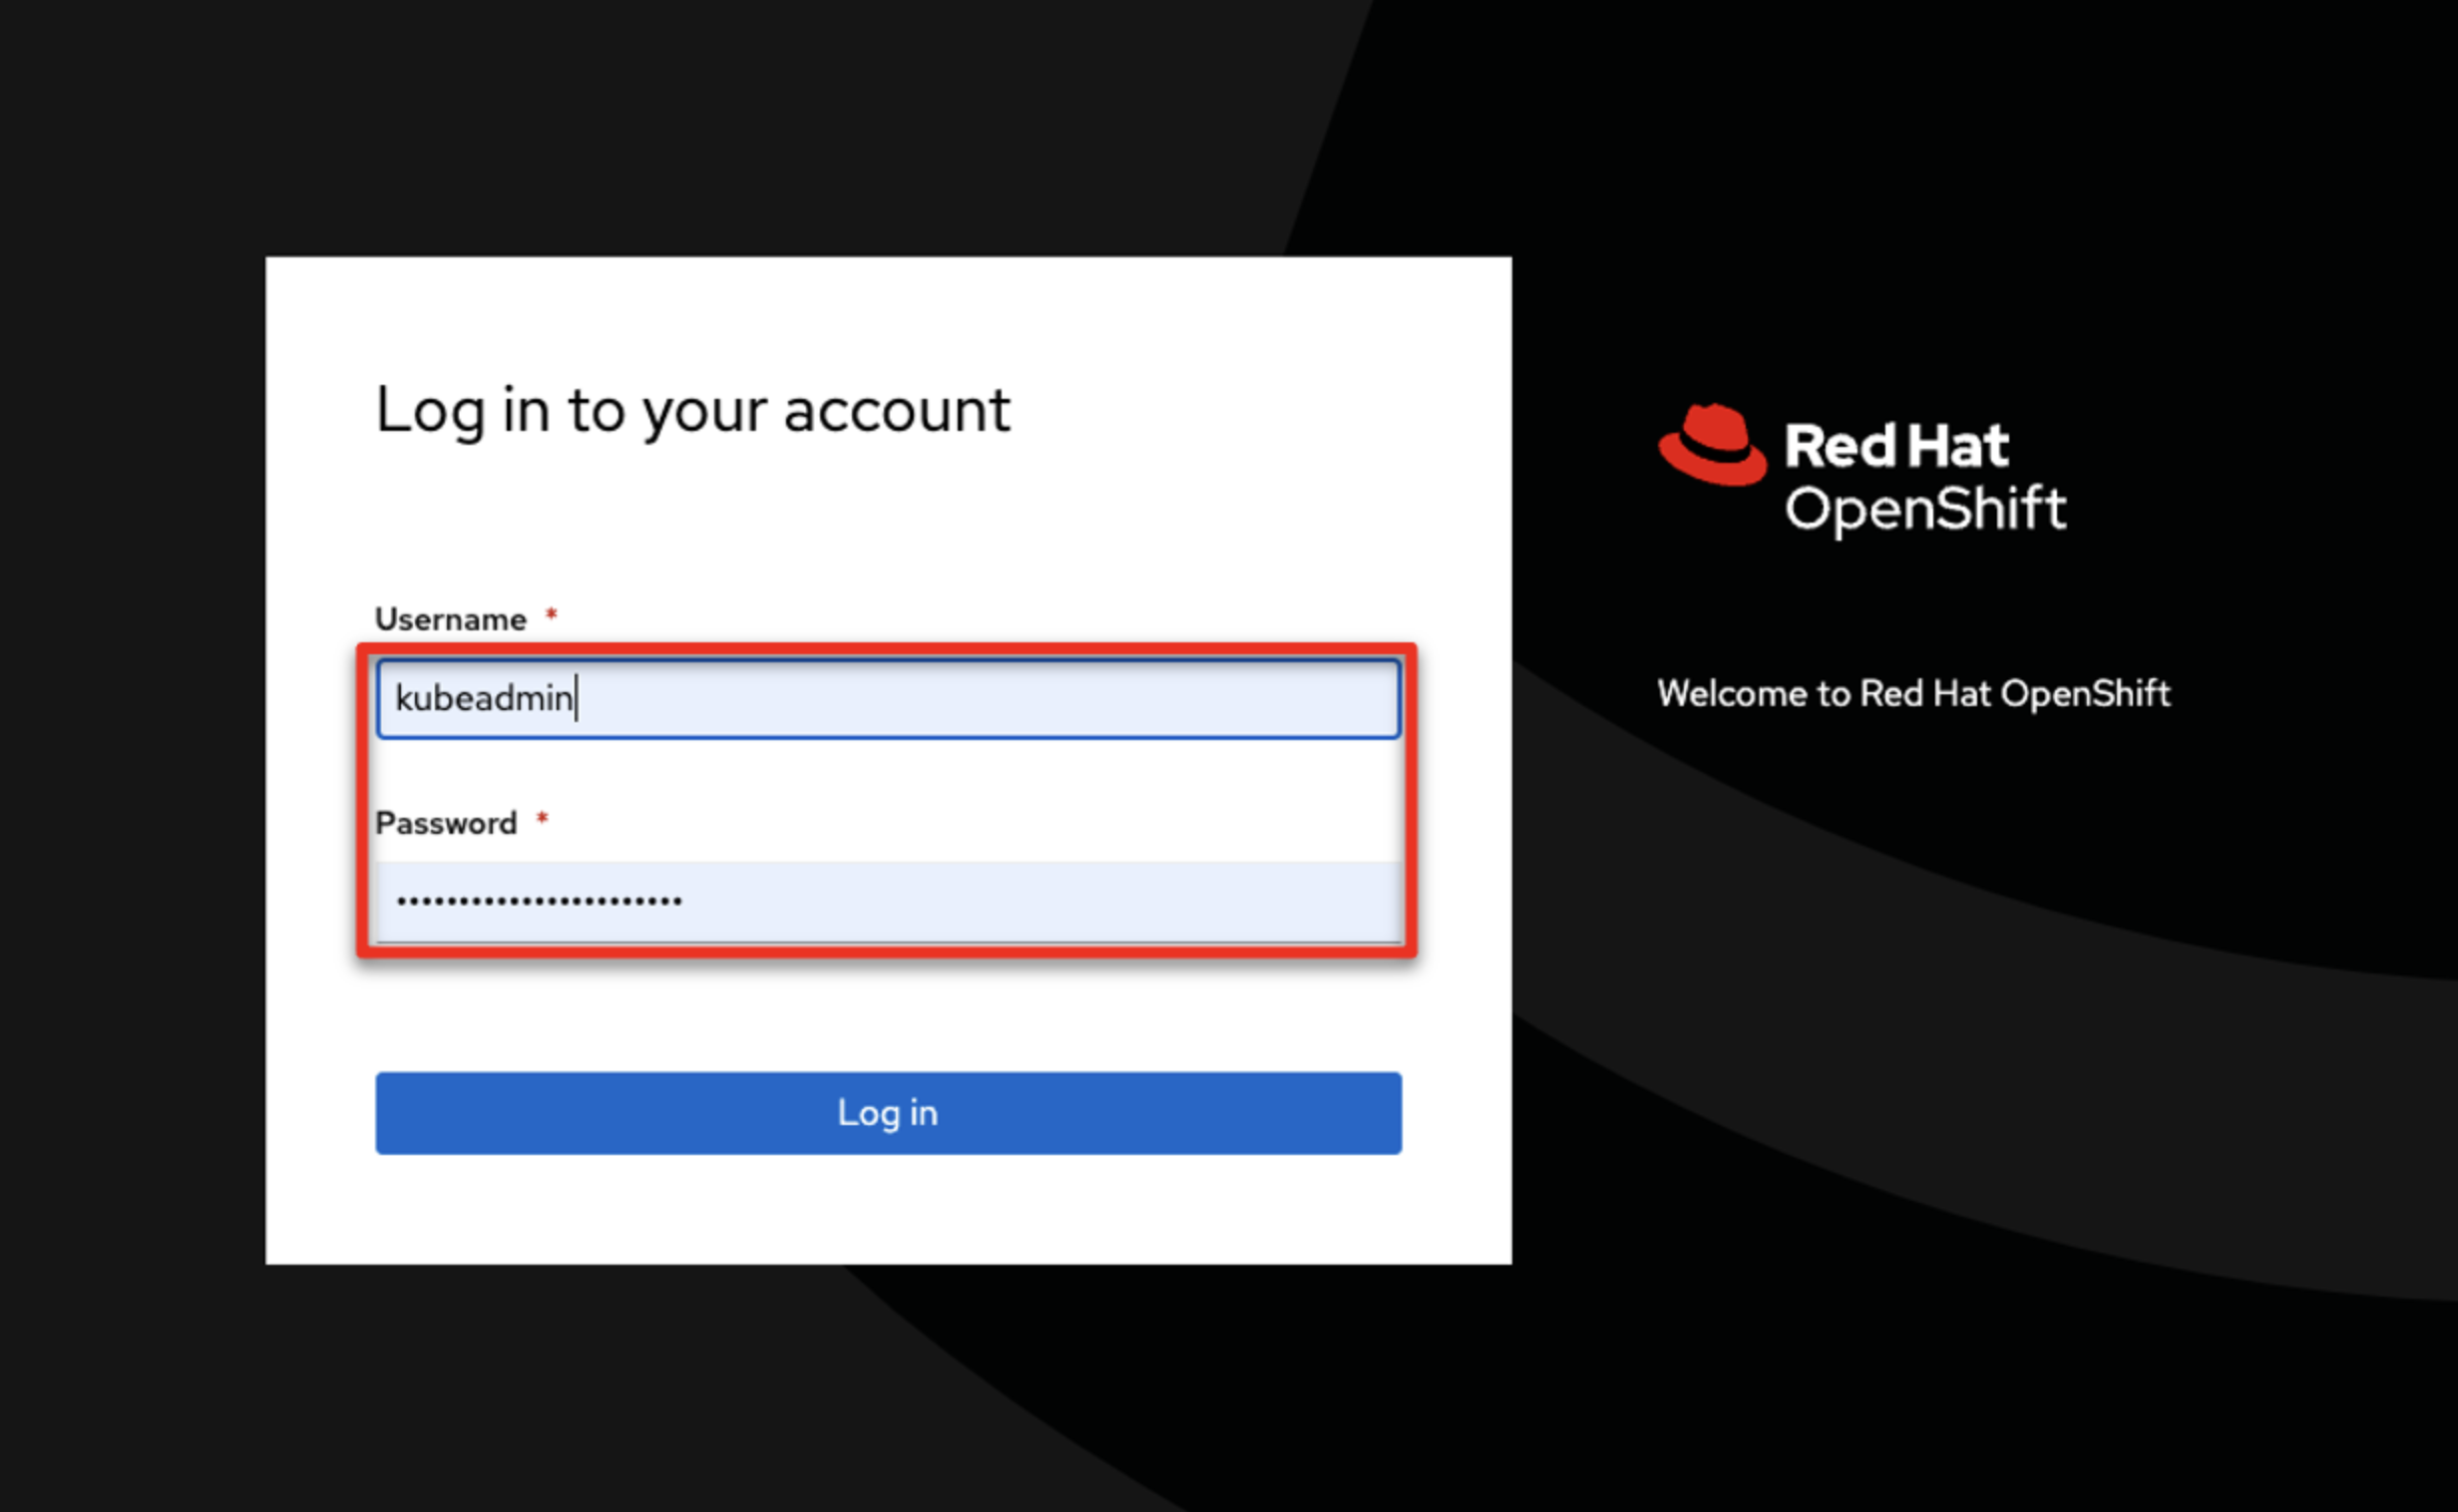 Log in to your account
Username *
kubeadmin
Password *
•••••••••••••••••••••••
Log in
Red Hat
OpenShift
Welcome to Red Hat OpenShift